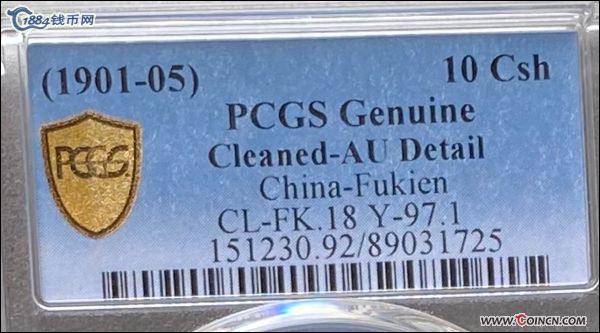 1884钱币网
(1901-05) 10 Csh
PCGS Genuine
PCGS
Cleaned-AU Detail
China-Fukien
CL-FK.18 Y-97.1
151230.92/89031725
www.COINCN.com